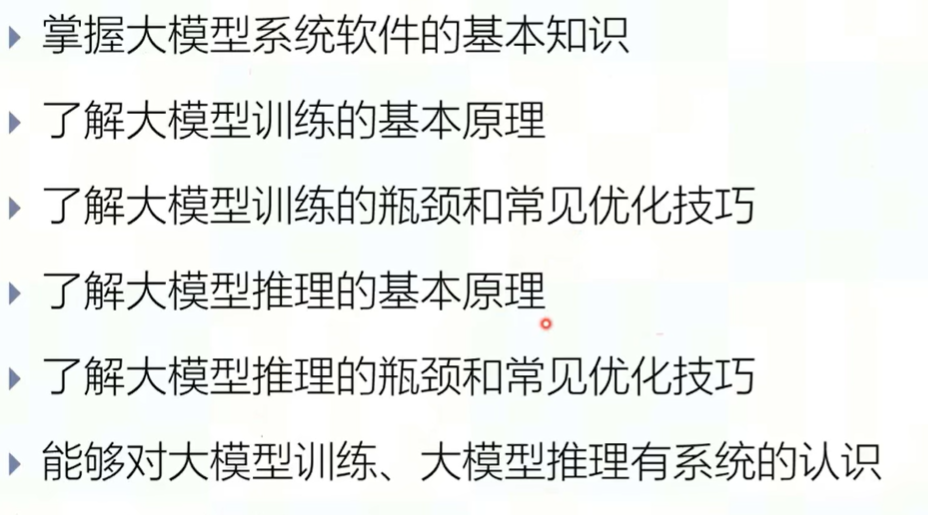 掌握大模型系统软件的基本知识
了解大模型训练的基本原理
了解大模型训练的瓶颈和常见优化技巧
了解大模型推理的基本原理
了解大模型推理的瓶颈和常见优化技巧
能够对大模型训练、大模型推理有系统的认识